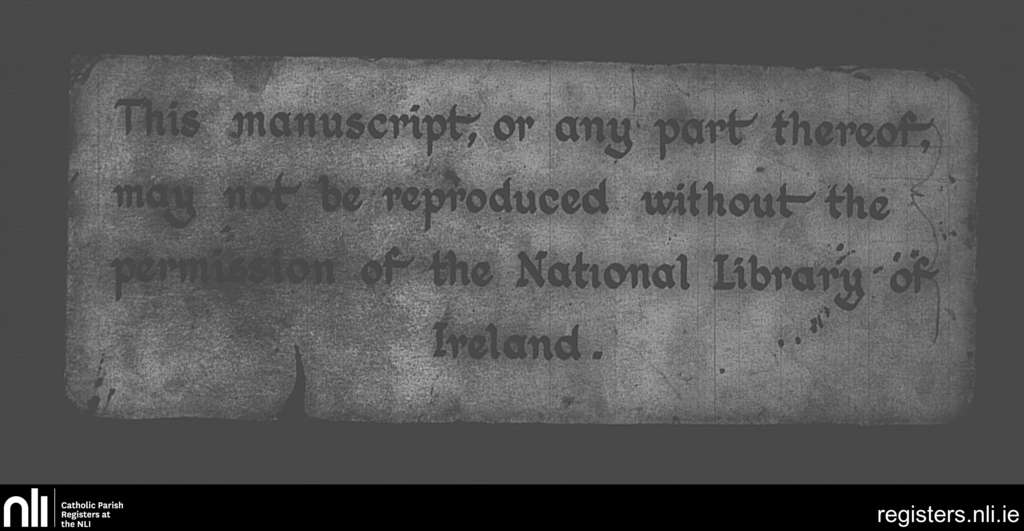 This manuscript, or any part thereof,
may not be reproduced without the
permission of the National Library of
Ireland.
nli
Catholic Parish
Registers at
the NLI
registers.nli.ie